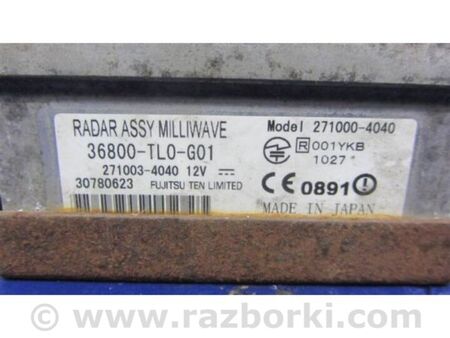 RADAR ASSY MILLIWAVE
36800-TL0-G01
271003-4040 12V
30780623 FUJITSU TEN LIMITED
Model 271000-4040
R 001YKB
1027
CE 0891
MADE IN JAPAN
© www.razborki.com